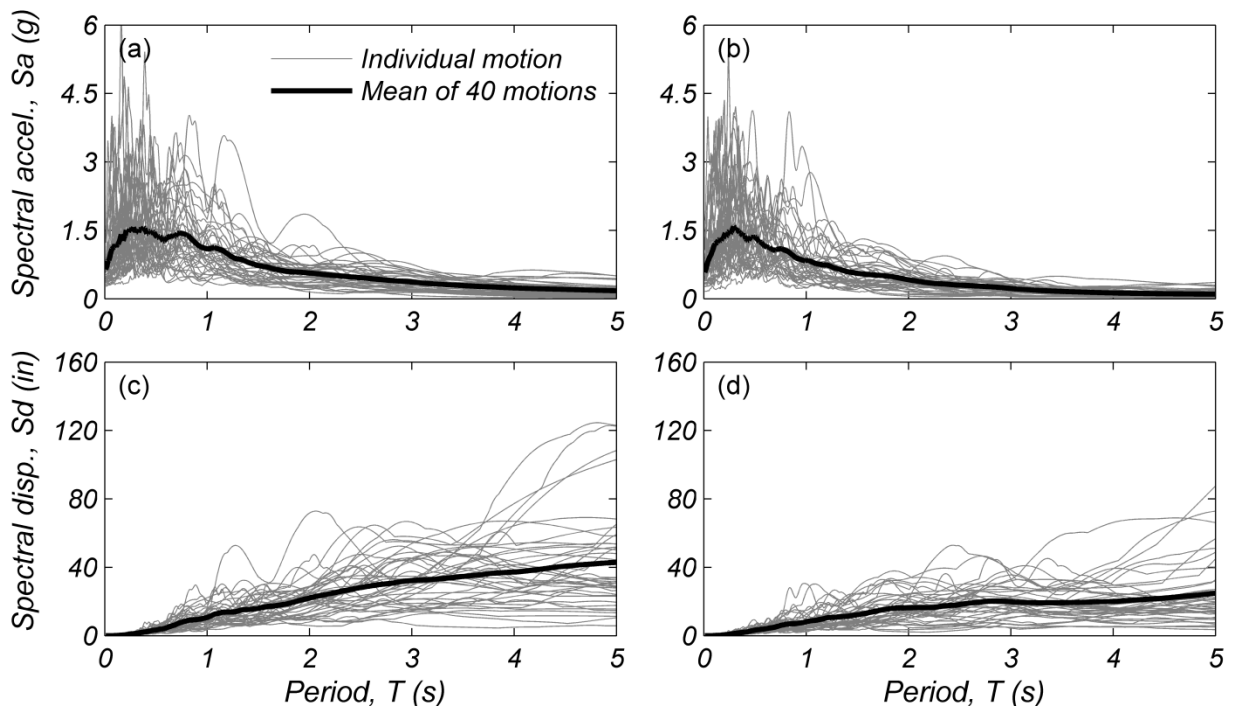 Spectral accel., Sa (g)
6
4.5
3
1.5
0
(a)
Individual motion
Mean of 40 motions
0 1 2 3 4 5
6
4.5
3
1.5
0
(b)
0 1 2 3 4 5
Spectral disp., Sd (in)
160
120
80
40
0
(c)
0 1 2 3 4 5
Period, T (s)
160
120
80
40
0
(d)
0 1 2 3 4 5
Period, T (s)